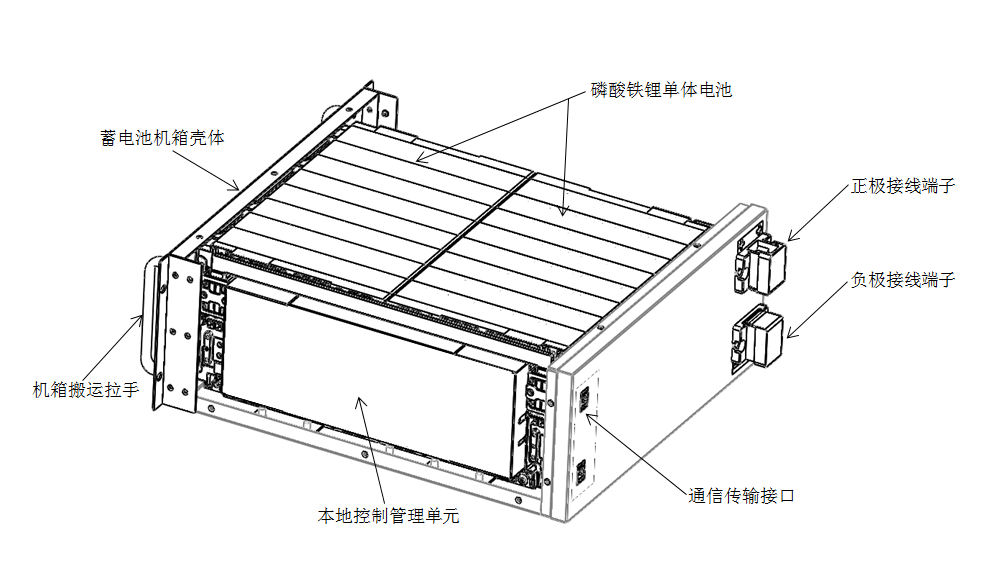 磷酸铁锂单体电池
蓄电池机箱壳体
正极接线端子
负极接线端子
机箱搬运拉手
通信传输接口
本地控制管理单元